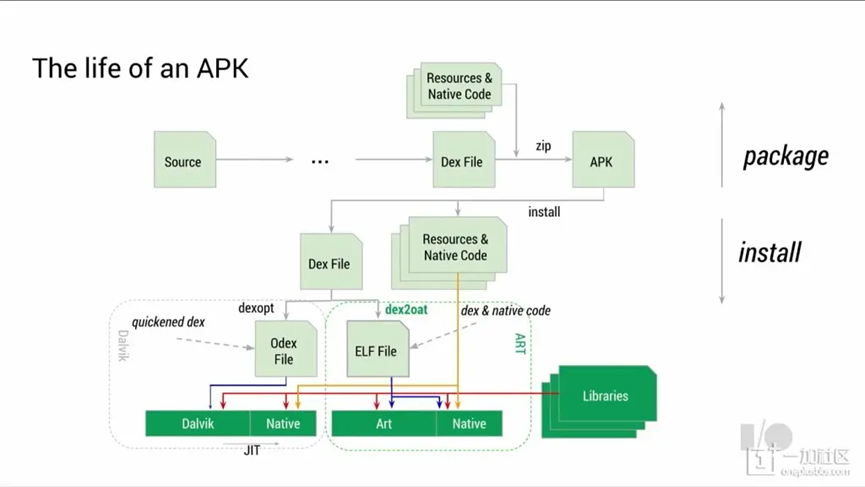 The life of an APK
Resources &
Native Code
Source
...
Dex File
zip
APK
package
install
Dex File
Resources &
Native Code
install
dexopt
dex2oat
dex & native code
quickened dex
Dalvik
Odex
File
ELF File
ART
Libraries
Dalvik
Native
Art
Native
JIT
I/O
一加社区
oneplusbbs.com